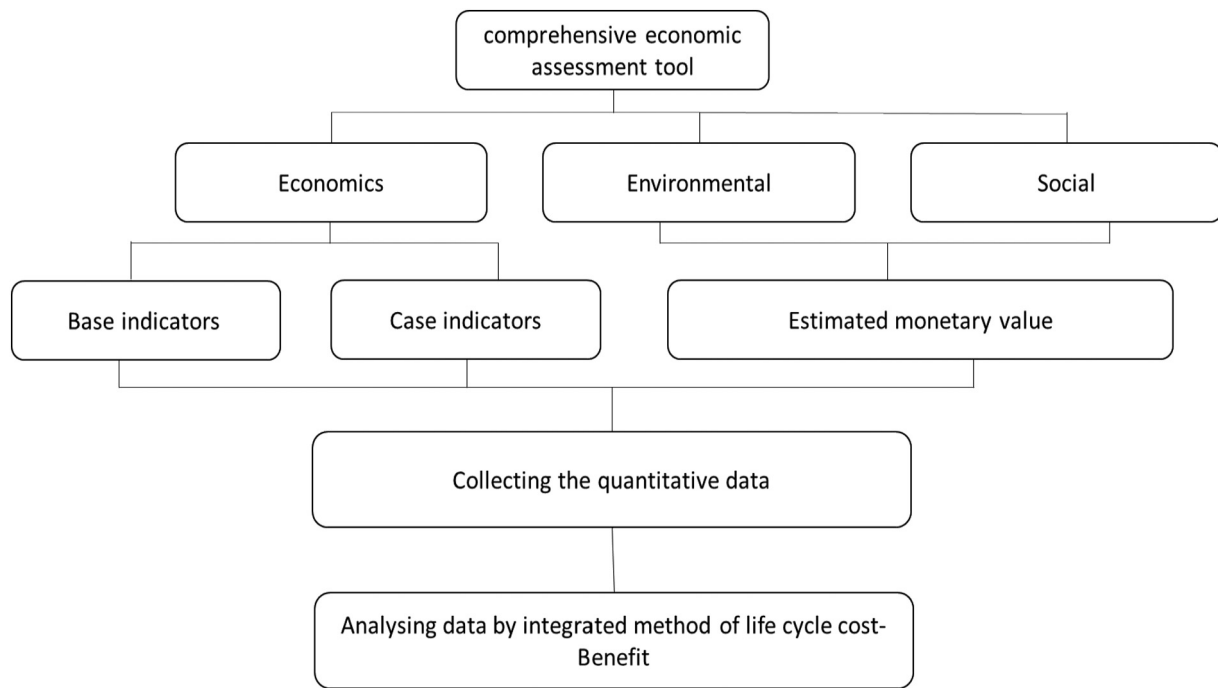 comprehensive economic
assessment tool
Economics
Environmental
Social
Base indicators
Case indicators
Estimated monetary value
Collecting the quantitative data
Analysing data by integrated method of life cycle cost-
Benefit